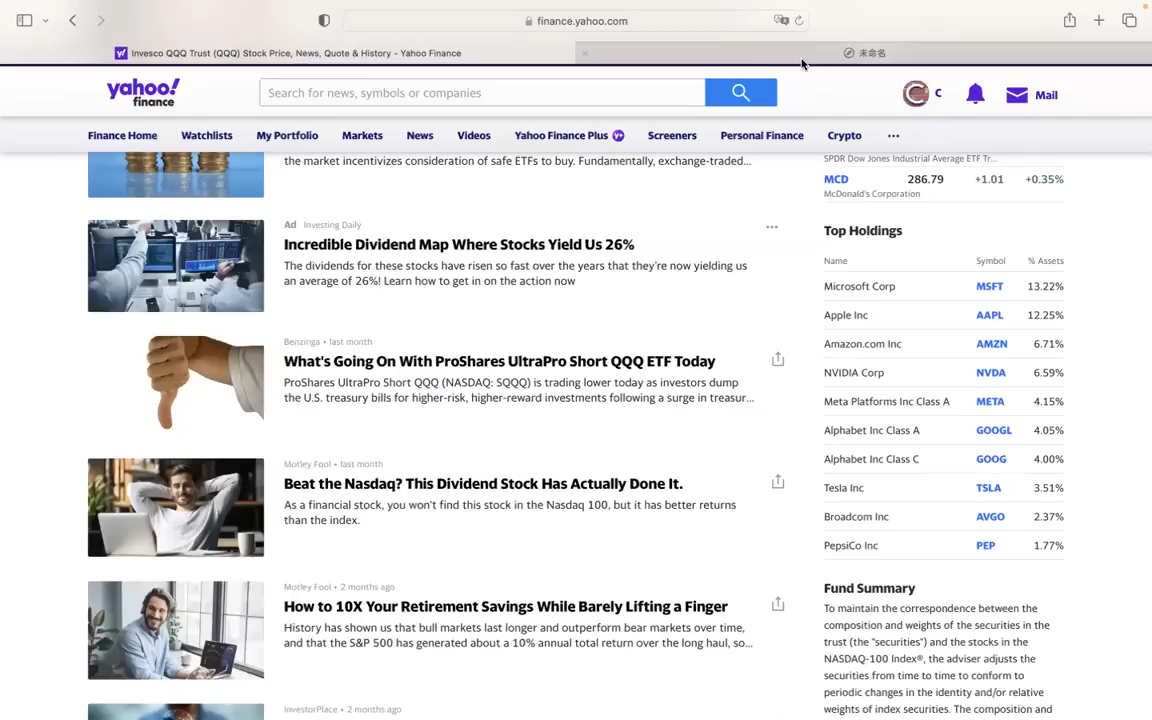 finance.yahoo.com
Invesco QQQ Trust (QQQ) Stock Price, News, Quote & History - Yahoo Finance
未命名
yahoo!
finance
Search for news, symbols or companies
C
Mail
Finance Home
Watchlists
My Portfolio
Markets
News
Videos
Yahoo Finance Plus
Screeners
Personal Finance
Crypto
the market incentivizes consideration of safe ETFs to buy. Fundamentally, exchange-traded...
Ad Investing Daily
Incredible Dividend Map Where Stocks Yield Us 26%
The dividends for these stocks have risen so fast over the years that they're now yielding us
an average of 26%! Learn how to get in on the action now
Benzinga • last month
What's Going On With ProShares UltraPro Short QQQ ETF Today
ProShares UltraPro Short QQQ (NASDAQ: SQQQ) is trading lower today as investors dump
the U.S. treasury bills for higher-risk, higher-reward investments following a surge in treasur...
Motley Fool • last month
Beat the Nasdaq? This Dividend Stock Has Actually Done It.
As a financial stock, you won't find this stock in the Nasdaq 100, but it has better returns
than the index.
Motley Fool • 2 months ago
How to 10X Your Retirement Savings While Barely Lifting a Finger
History has shown us that bull markets last longer and outperform bear markets over time,
and that the S&P 500 has generated about a 10% annual total return over the long haul, so...
InvestorPlace • 2 months ago
SPDR Dow Jones Industrial Average ETF Tr...
MCD 286.79 +1.01 +0.35%
McDonald's Corporation
Top Holdings
Name Symbol % Assets
Microsoft Corp MSFT 13.22%
Apple Inc AAPL 12.25%
Amazon.com Inc AMZN 6.71%
NVIDIA Corp NVDA 6.59%
Meta Platforms Inc Class A META 4.15%
Alphabet Inc Class A GOOGL 4.05%
Alphabet Inc Class C GOOG 4.00%
Tesla Inc TSLA 3.51%
Broadcom Inc AVGO 2.37%
PepsiCo Inc PEP 1.77%
Fund Summary
To maintain the correspondence between the
composition and weights of the securities in the
trust (the "securities") and the stocks in the
NASDAQ-100 Index®, the adviser adjusts the
securities from time to time to conform to
periodic changes in the identity and/or relative
weights of index securities. The composition and